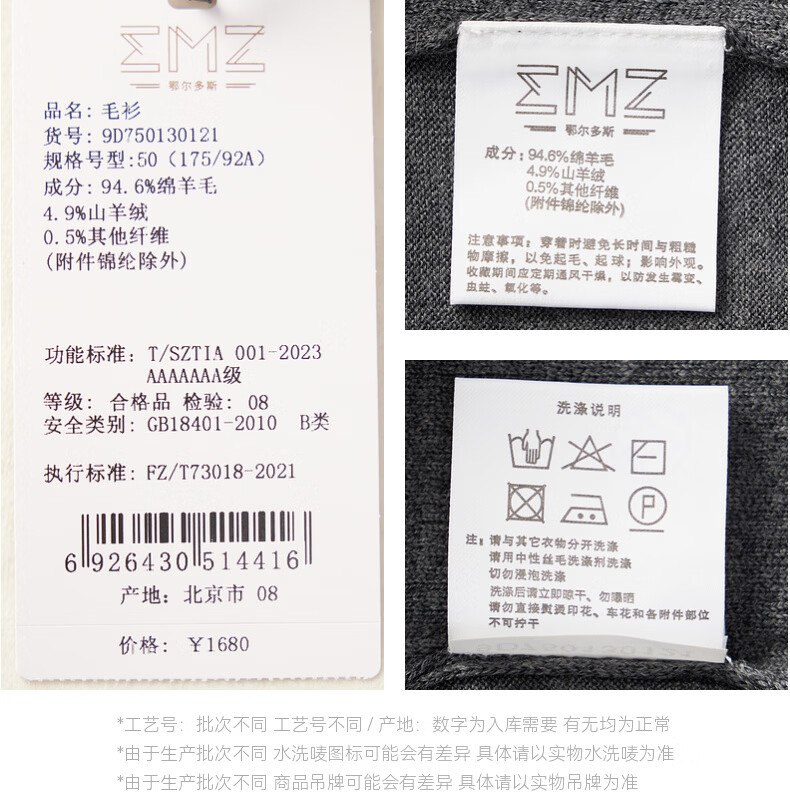 ΣMZ
鄂尔多斯
品名: 毛衫
货号: 9D750130121
规格号型:50（175/92A）
成分: 94.6%绵羊毛
4.9%山羊绒
0.5%其他纤维
(附件锦纶除外)
功能标准: T/SZTIA 001-2023
AAAAAAA级
等级: 合格品 检验: 08
安全类别: GB18401-2010 B类
执行标准: FZ/T73018-2021
6 926430 514416
产地: 北京市 08
价格: ¥1680
ΣMZ
鄂尔多斯
成分: 94.6%绵羊毛
4.9%山羊绒
0.5%其他纤维
(附件锦纶除外)
注意事项: 穿着时避免长时间与粗糙
物摩擦，以免起毛、起球；影响外观。
收藏期间应定期通风干燥，以防发生霉变、
虫蛀、氧化等。
洗涤说明
P
注: 请与其它衣物分开洗涤
请用中性丝毛洗涤剂洗涤
切勿浸泡洗涤
洗涤后请立即晾干、勿曝晒
请勿直接熨烫印花、车花和各附件部位
不可拧干
*工艺号：批次不同 工艺号不同 / 产地：数字为入库需要 有无均为正常
*由于生产批次不同 水洗唛图标可能会有差异 具体请以实物水洗唛为准
*由于生产批次不同 商品吊牌可能会有差异 具体请以实物吊牌为准